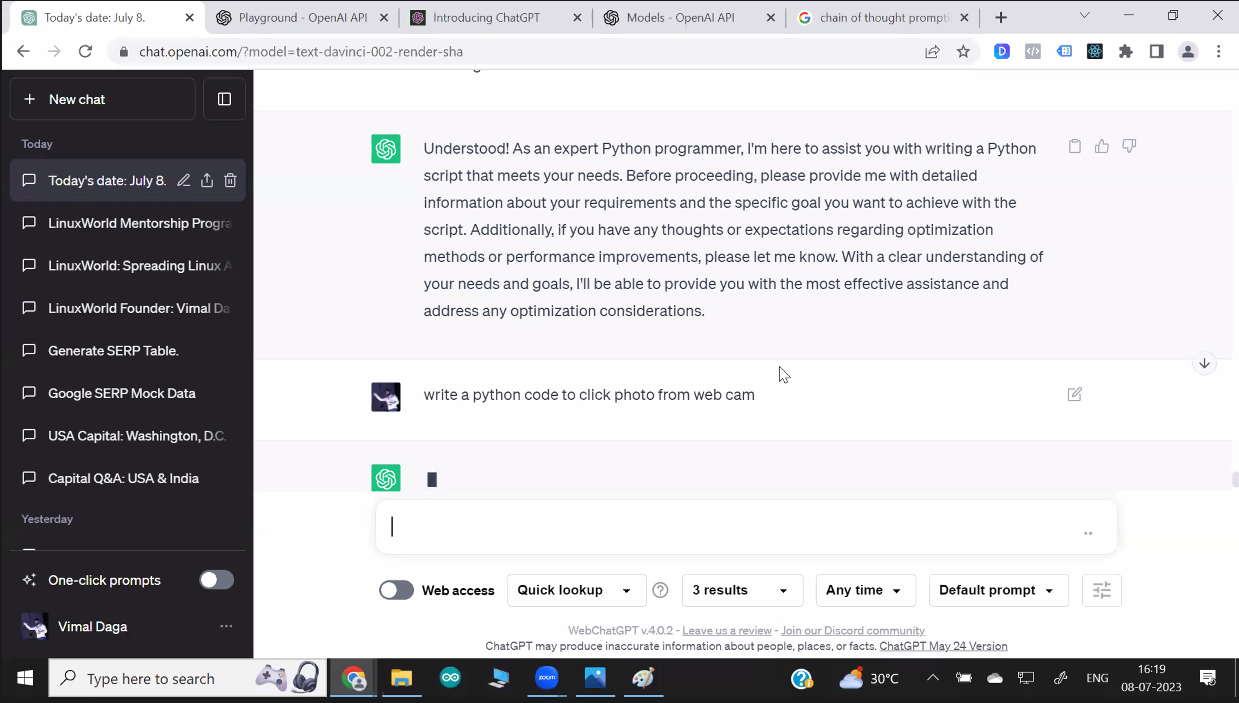 Today's date: July 8.
Playground - OpenAI API
Introducing ChatGPT
Models - OpenAI API
chain of thought prompti
chat.openai.com/?model=text-davinci-002-render-sha
New chat
Today
Today's date: July 8.
LinuxWorld Mentorship Progra
LinuxWorld: Spreading Linux A
LinuxWorld Founder: Vimal Da
Generate SERP Table.
Google SERP Mock Data
USA Capital: Washington, D.C.
Capital Q&A: USA & India
Yesterday
One-click prompts
Vimal Daga
Understood! As an expert Python programmer, I'm here to assist you with writing a Python
script that meets your needs. Before proceeding, please provide me with detailed
information about your requirements and the specific goal you want to achieve with the
script. Additionally, if you have any thoughts or expectations regarding optimization
methods or performance improvements, please let me know. With a clear understanding of
your needs and goals, I'll be able to provide you with the most effective assistance and
address any optimization considerations.
write a python code to click photo from web cam
Web access
Quick lookup
3 results
Any time
Default prompt
WebChatGPT v.4.0.2 - Leave us a review - Join our Discord community
ChatGPT may produce inaccurate information about people, places, or facts. ChatGPT May 24 Version
Type here to search
zoom
30°C
ENG
16:19
08-07-2023